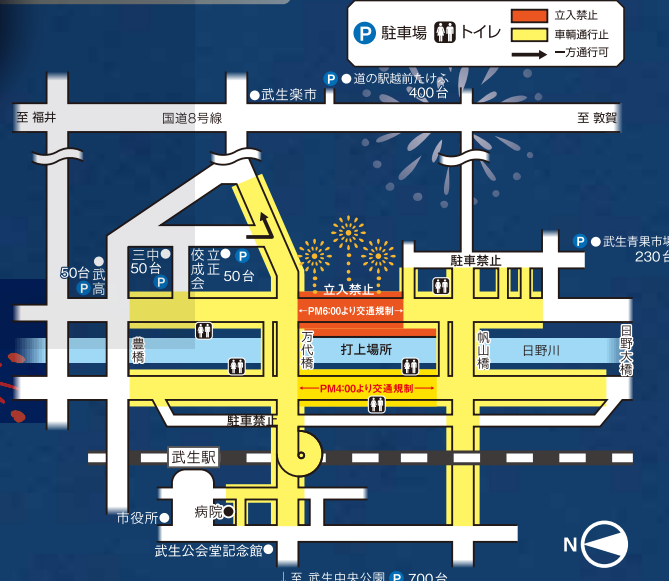 P 駐車場 トイレ
立入禁止
車輌通行止
一方通行可
P ●道の駅越前たけふ
400台
●武生楽市
至 福井
国道8号線
至 敦賀
P ●武生青果市場
230台
50台 武高
P
三中
50台
P
立正佼成会
P
50台
駐車禁止
立入禁止
PM6:00より交通規制
豊橋
万代橋
打上場所
帆山橋
日野川
日野大橋
PM4:00より交通規制
駐車禁止
武生駅
市役所
病院
武生公会堂記念館
N
至 武生中央公園 P 700台